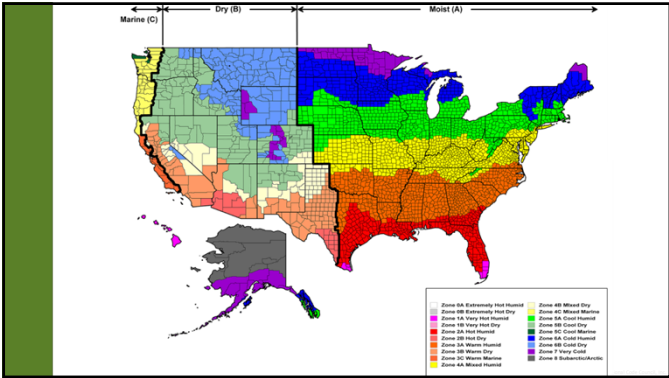 Marine (C)
Dry (B)
Moist (A)
Zone 0A Extremely Hot Humid
Zone 0B Extremely Hot Dry
Zone 1A Very Hot Humid
Zone 1B Very Hot Dry
Zone 2A Hot Humid
Zone 2B Hot Dry
Zone 3A Warm Humid
Zone 3B Warm Dry
Zone 3C Warm Marine
Zone 4A Mixed Humid
Zone 4B Mixed Dry
Zone 4C Mixed Marine
Zone 5A Cool Humid
Zone 5B Cool Dry
Zone 5C Cool Marine
Zone 6A Cold Humid
Zone 6B Cold Dry
Zone 7 Very Cold
Zone 8 Subarctic/Arctic